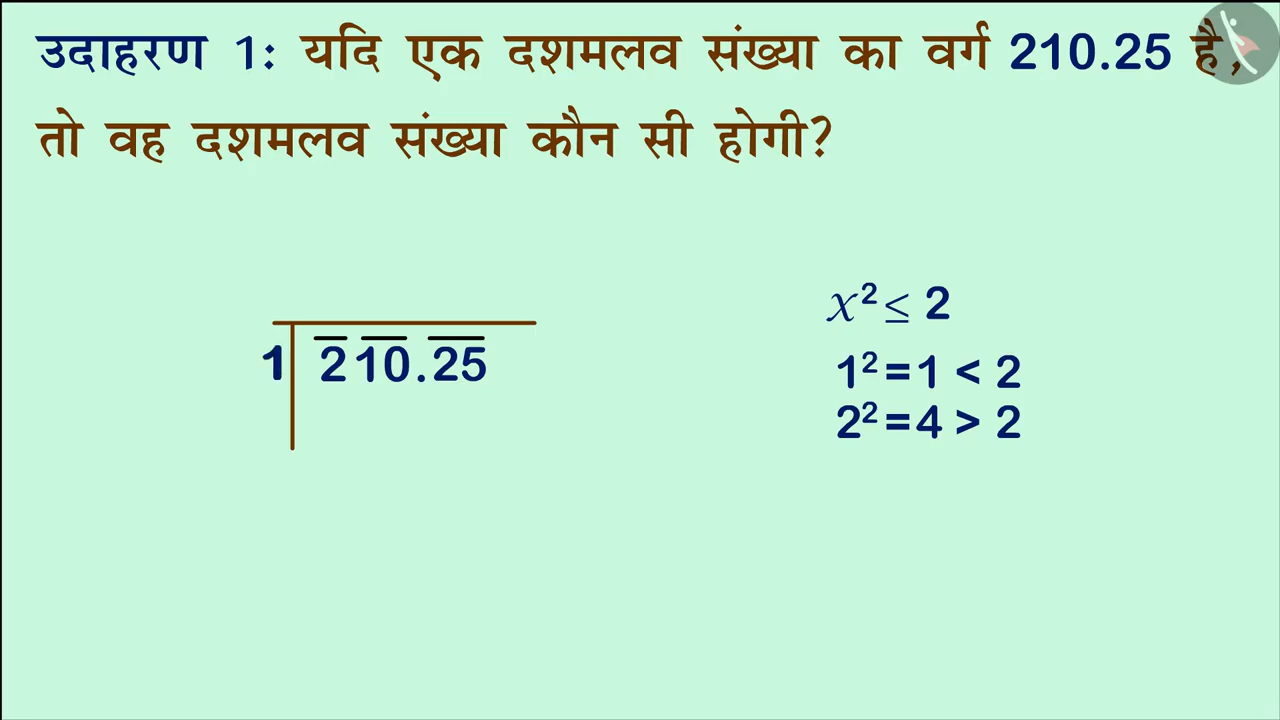 उदाहरण 1: यदि एक दशमलव संख्या का वर्ग 210.25 है,
तो वह दशमलव संख्या कौन सी होगी?
x² ≤ 2
1 2 10.25
1² = 1 < 2
2² = 4 > 2